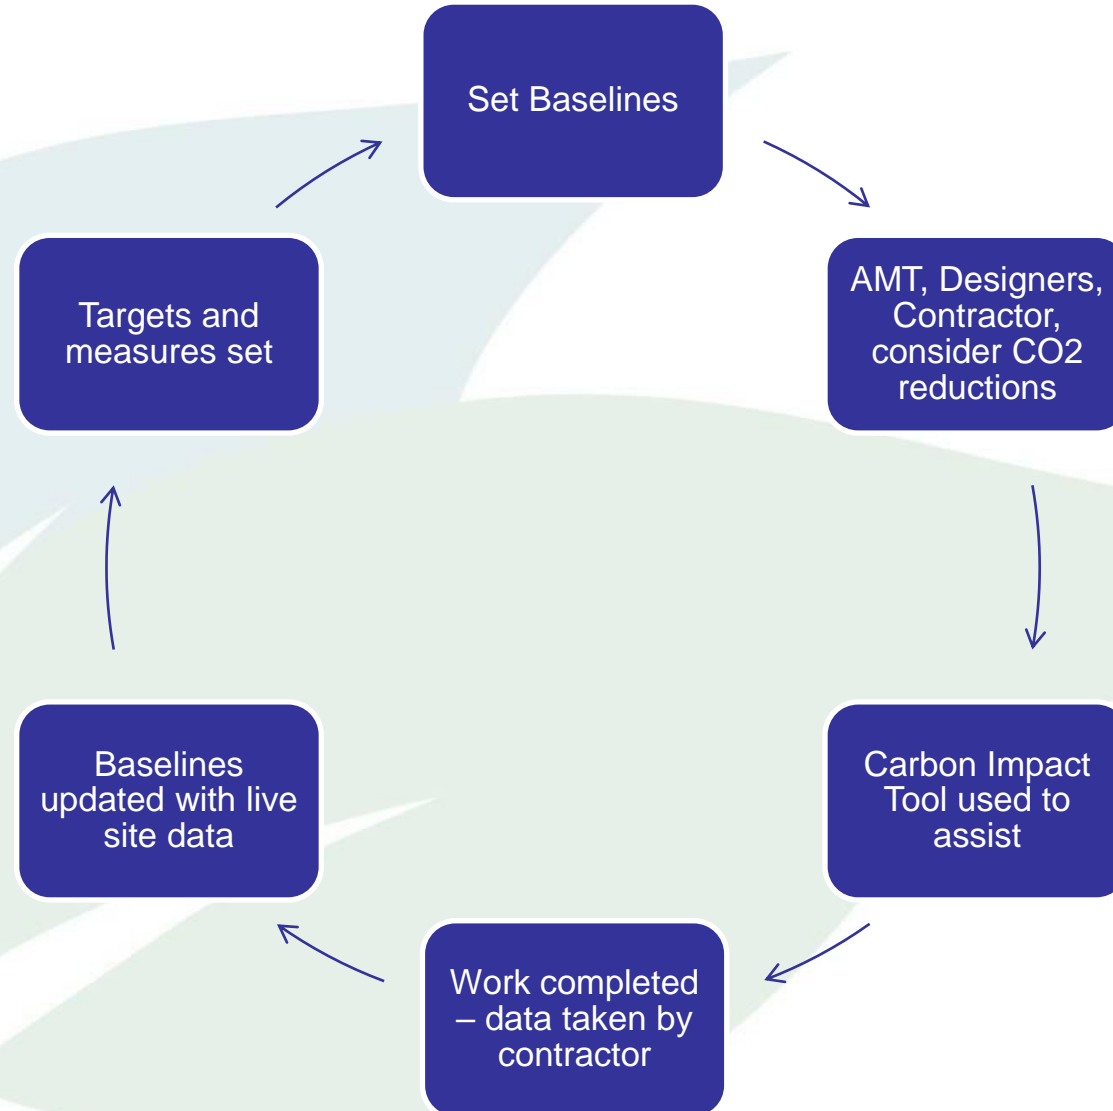 Set Baselines
AMT, Designers,
Contractor,
consider CO2
reductions
Carbon Impact
Tool used to
assist
Work completed
– data taken by
contractor
Baselines
updated with live
site data
Targets and
measures set